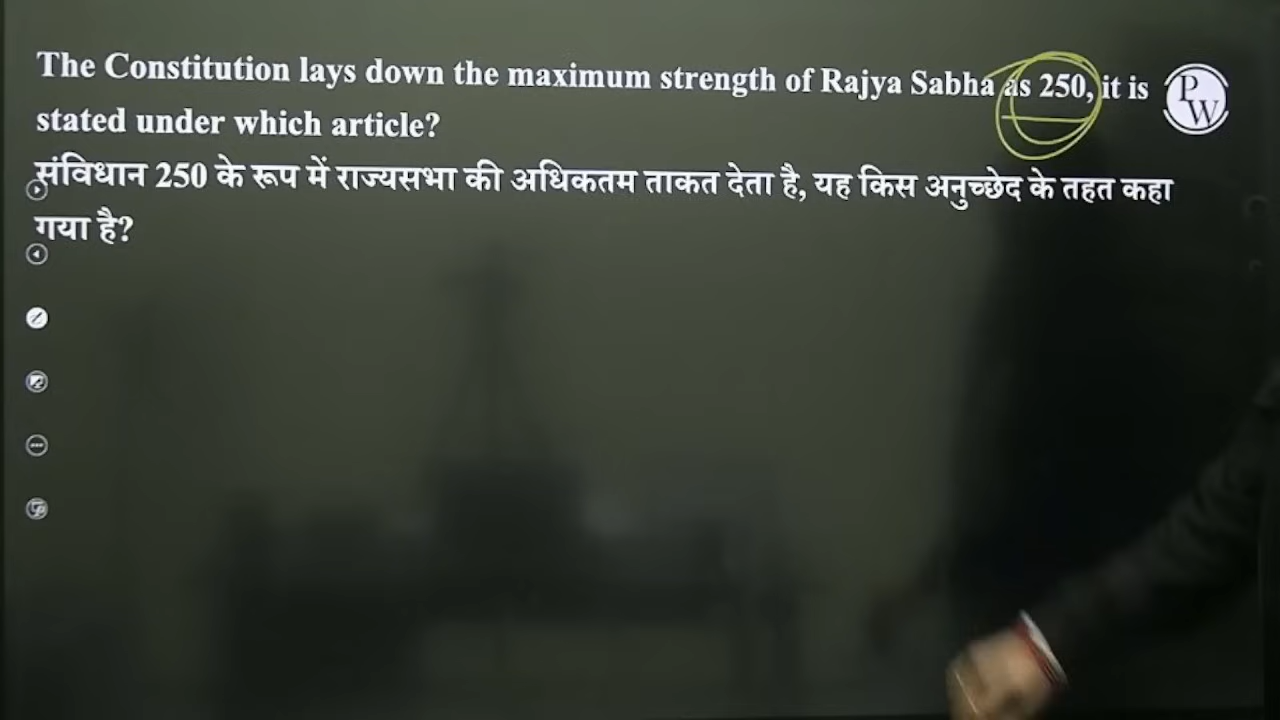 The Constitution lays down the maximum strength of Rajya Sabha as 250, it is
stated under which article?
संविधान 250 के रूप में राज्यसभा की अधिकतम ताकत देता है, यह किस अनुच्छेद के तहत कहा
गया है?
PW